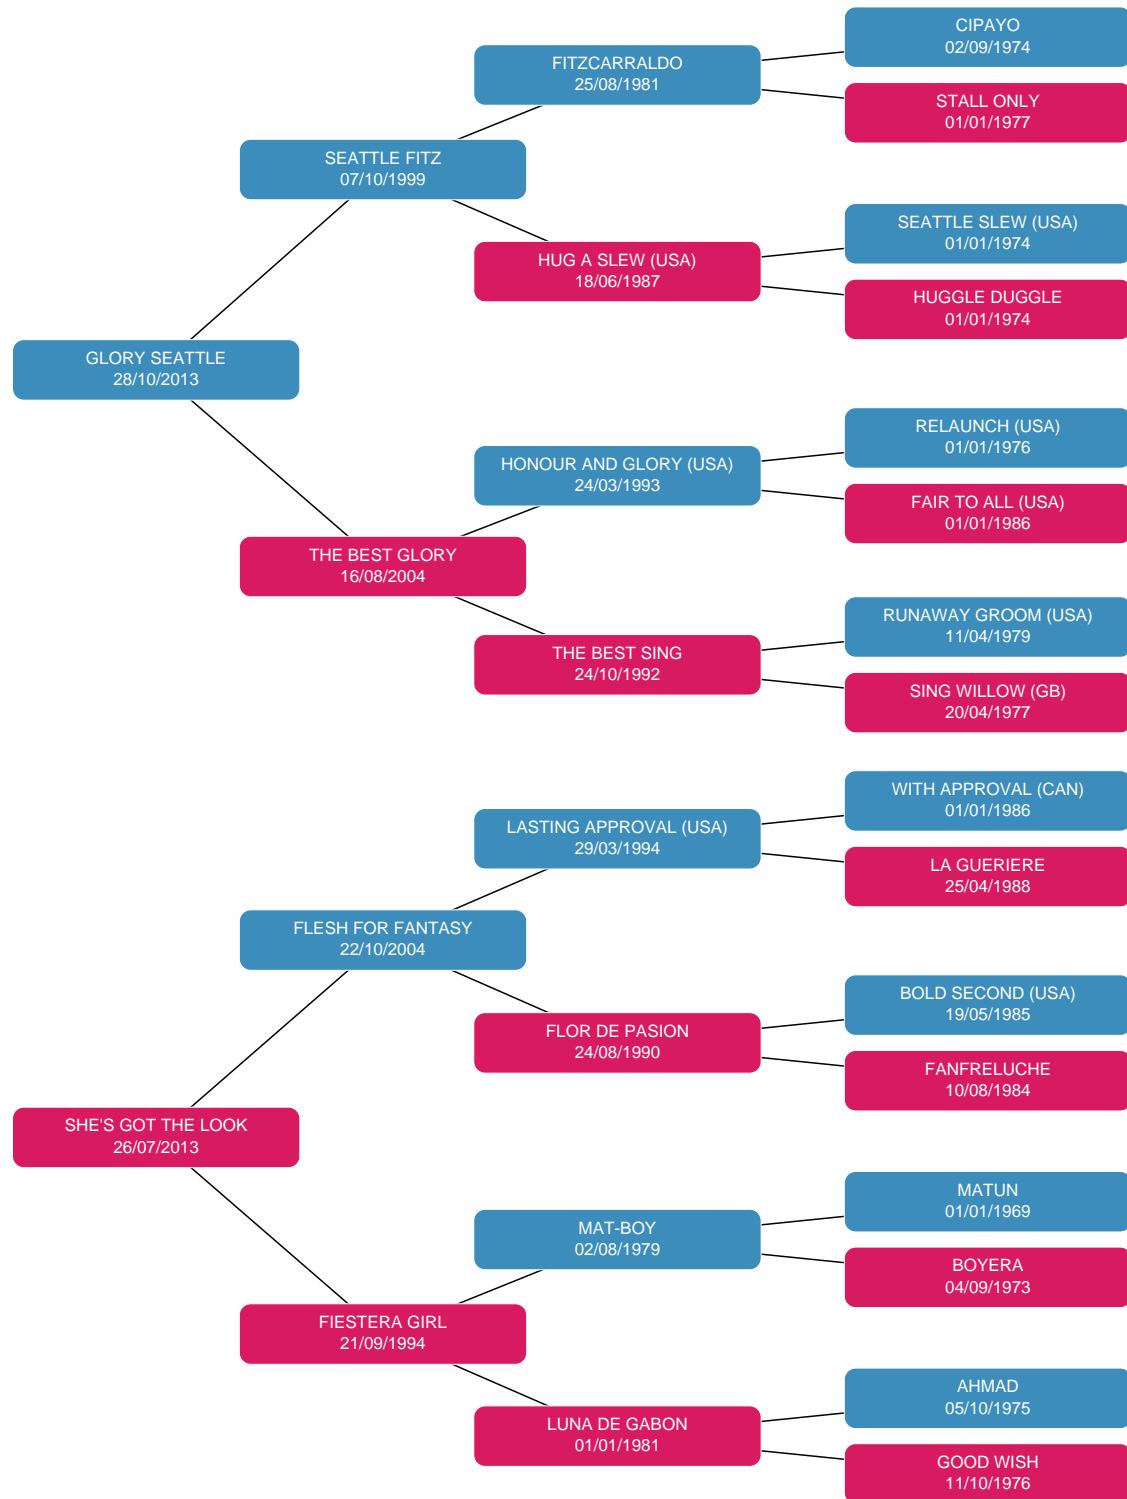 CIPAYO
02/09/1974
FITZCARRALDO
25/08/1981
STALL ONLY
01/01/1977
SEATTLE FITZ
07/10/1999
SEATTLE SLEW (USA)
01/01/1974
HUG A SLEW (USA)
18/06/1987
HUGGLE DUGGLE
01/01/1974
GLORY SEATTLE
28/10/2013
RELAUNCH (USA)
01/01/1976
HONOUR AND GLORY (USA)
24/03/1993
FAIR TO ALL (USA)
01/01/1986
THE BEST GLORY
16/08/2004
RUNAWAY GROOM (USA)
11/04/1979
THE BEST SING
24/10/1992
SING WILLOW (GB)
20/04/1977
WITH APPROVAL (CAN)
01/01/1986
LASTING APPROVAL (USA)
29/03/1994
LA GUERIERE
25/04/1988
FLESH FOR FANTASY
22/10/2004
BOLD SECOND (USA)
19/05/1985
FLOR DE PASION
24/08/1990
FANFRELUCHE
10/08/1984
SHE'S GOT THE LOOK
26/07/2013
MATUN
01/01/1969
MAT-BOY
02/08/1979
BOYERA
04/09/1973
FIESTERA GIRL
21/09/1994
AHMAD
05/10/1975
LUNA DE GABON
01/01/1981
GOOD WISH
11/10/1976